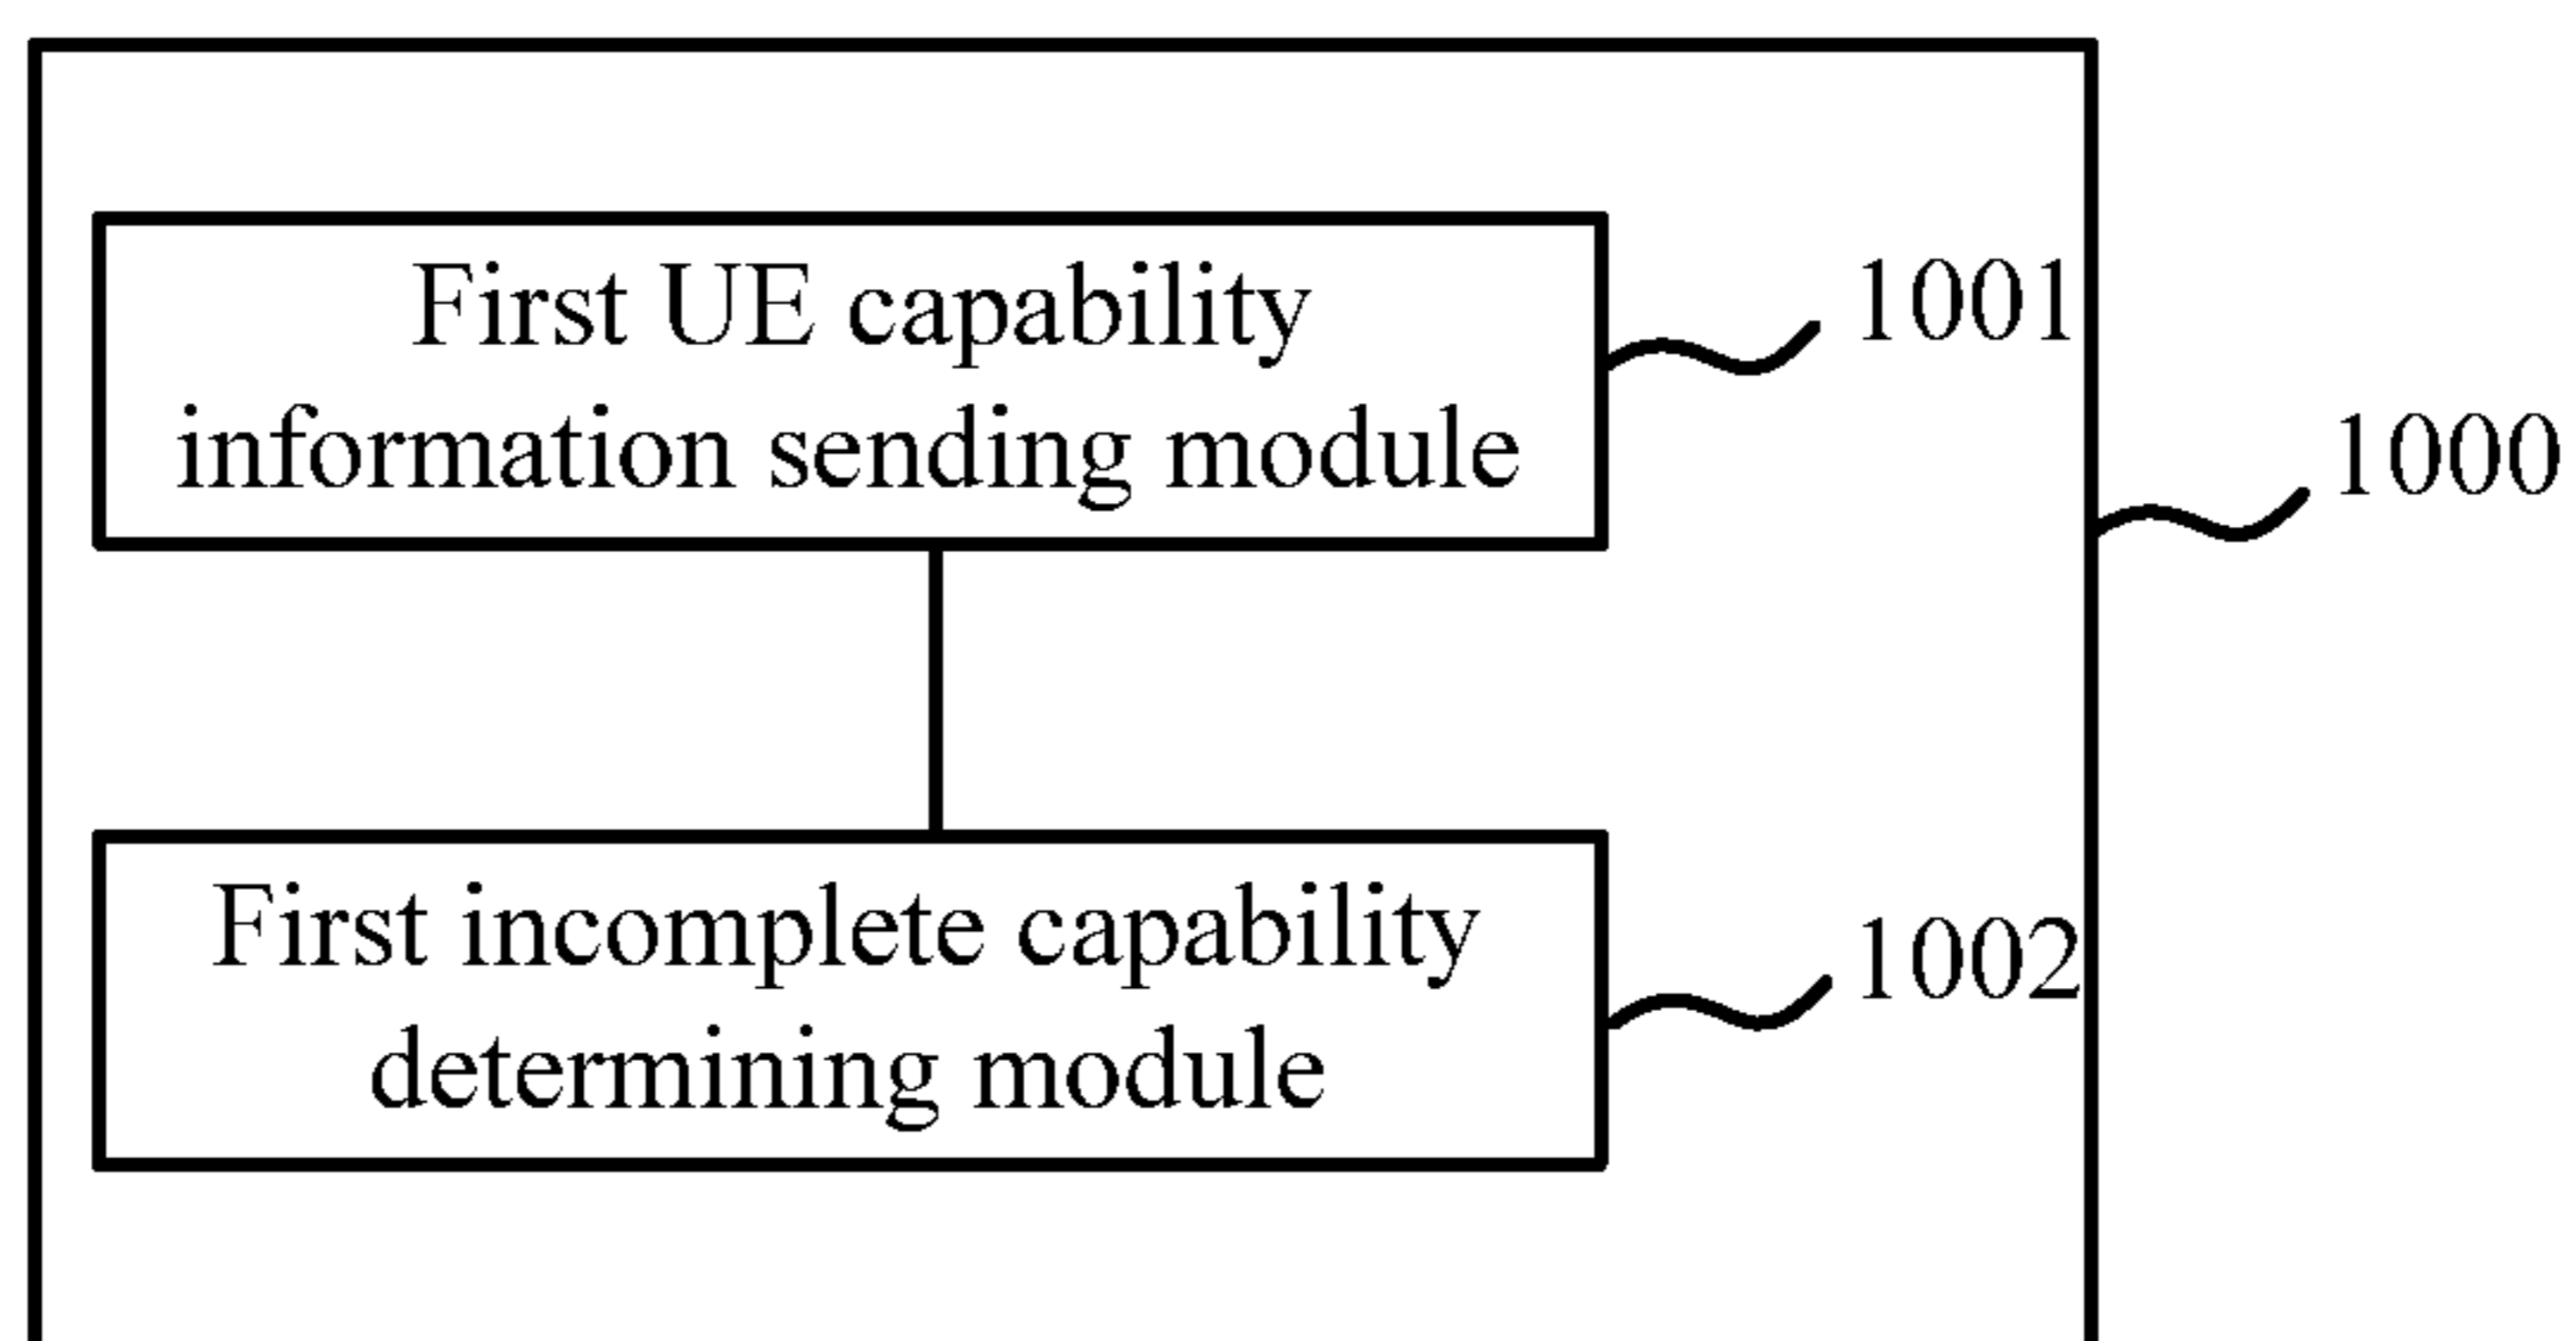 First UE capability
information sending module
1001
1000
First incomplete capability
determining module
1002